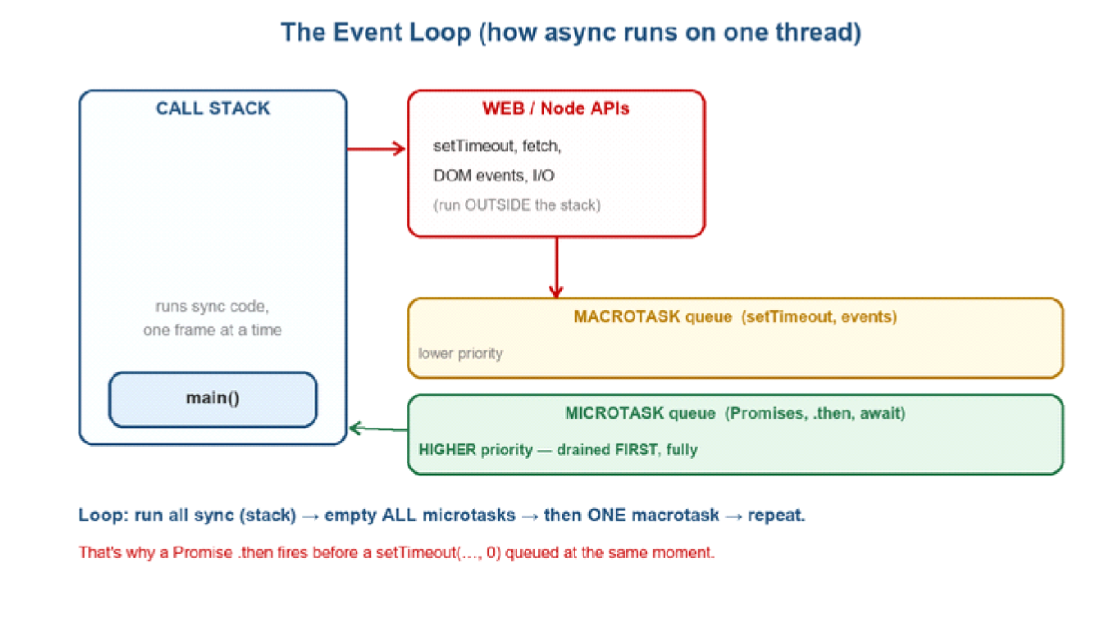 The Event Loop (how async runs on one thread)
CALL STACK
runs sync code,
one frame at a time
main()
WEB / Node APIs
setTimeout, fetch,
DOM events, I/O
(run OUTSIDE the stack)
MACROTASK queue (setTimeout, events)
lower priority
MICROTASK queue (Promises, .then, await)
HIGHER priority — drained FIRST, fully
Loop: run all sync (stack) → empty ALL microtasks → then ONE macrotask → repeat.
That's why a Promise .then fires before a setTimeout(…, 0) queued at the same moment.